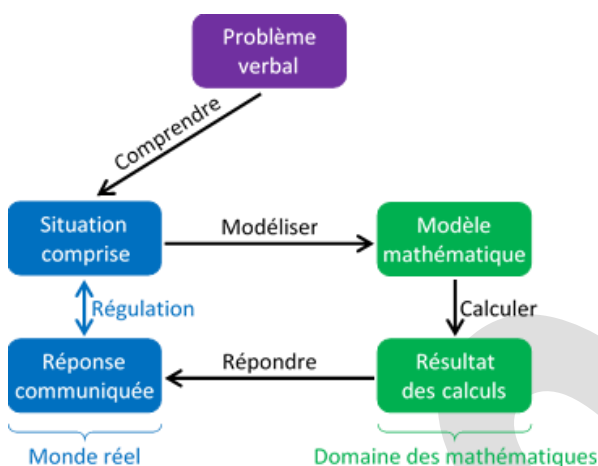 Problème
verbal
Comprendre
Situation
comprise
Modéliser
Modèle
mathématique
Régulation
Calculer
Réponse
communiquée
Répondre
Résultat
des calculs
Monde réel
Domaine des mathématiques